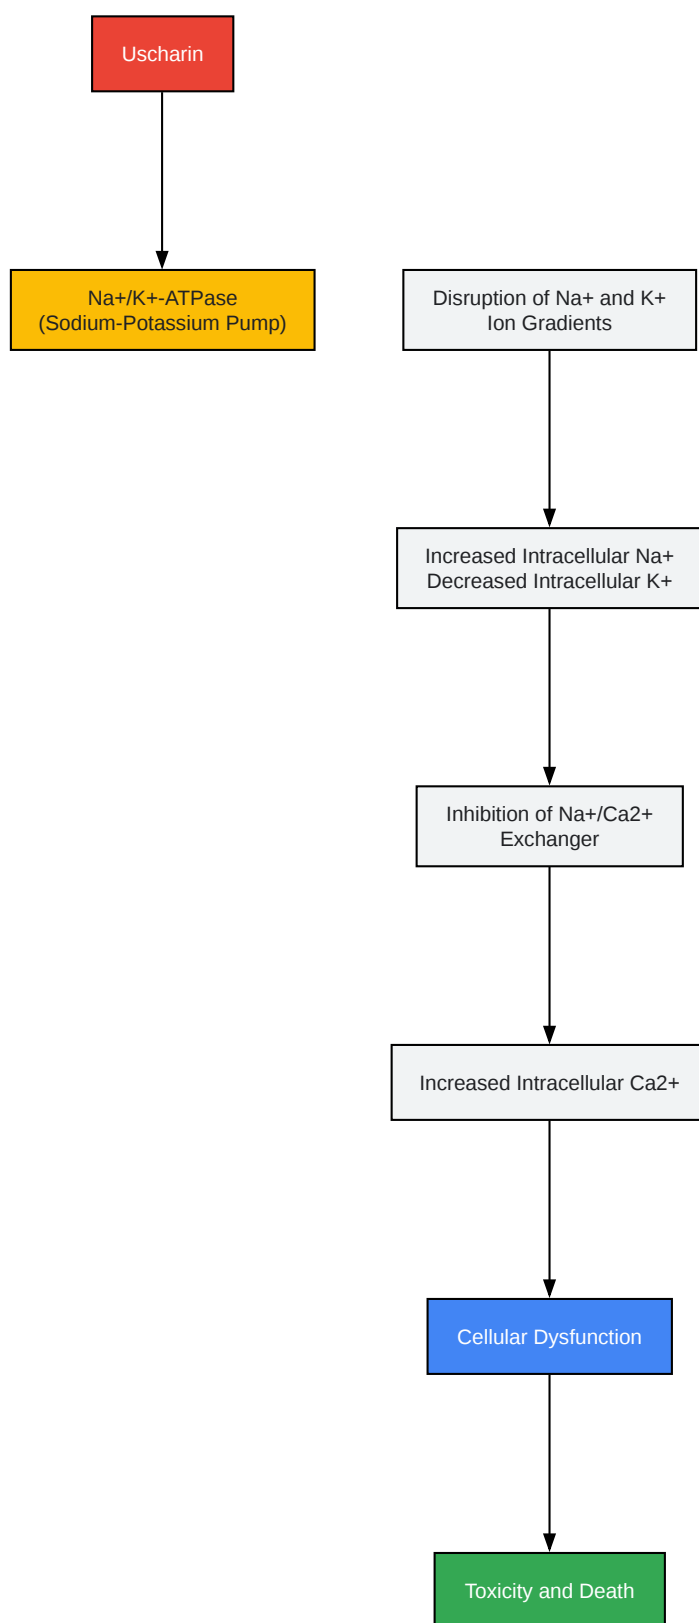 Uscharin
Na+/K+-ATPase
(Sodium-Potassium Pump)
Disruption of Na+ and K+
Ion Gradients
Increased Intracellular Na+
Decreased Intracellular K+
Inhibition of Na+/Ca2+
Exchanger
Increased Intracellular Ca2+
Cellular Dysfunction
Toxicity and Death